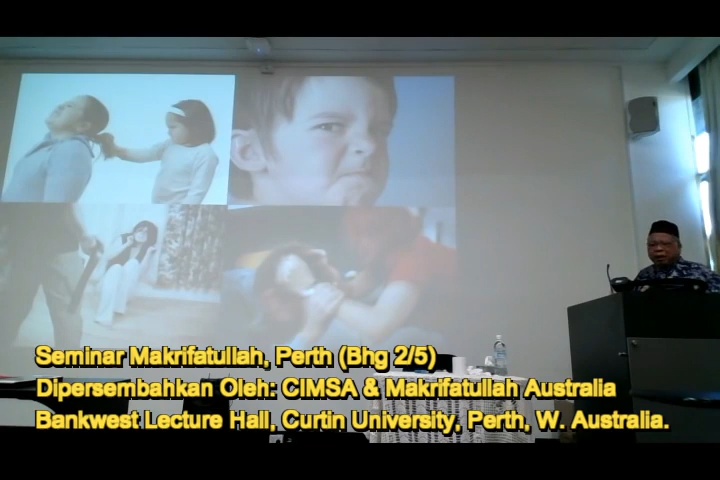 Seminar Makrifatullah, Perth (Bhg 2/5)
Dipersembahkan Oleh: CIMSA & Makrifatullah Australia
Bankwest Lecture Hall, Curtin University, Perth, W. Australia.